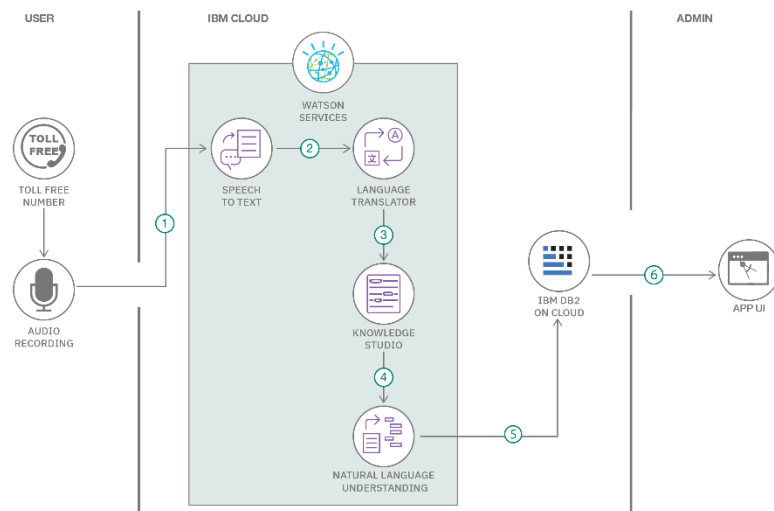 USER
IBM CLOUD
ADMIN
WATSON
SERVICES
TOLL
FREE
TOLL FREE
NUMBER
SPEECH
TO TEXT
2
A
文
LANGUAGE
TRANSLATOR
1
3
AUDIO
RECORDING
KNOWLEDGE
STUDIO
IBM DB2
ON CLOUD
6
APP UI
4
5
NATURAL LANGUAGE
UNDERSTANDING